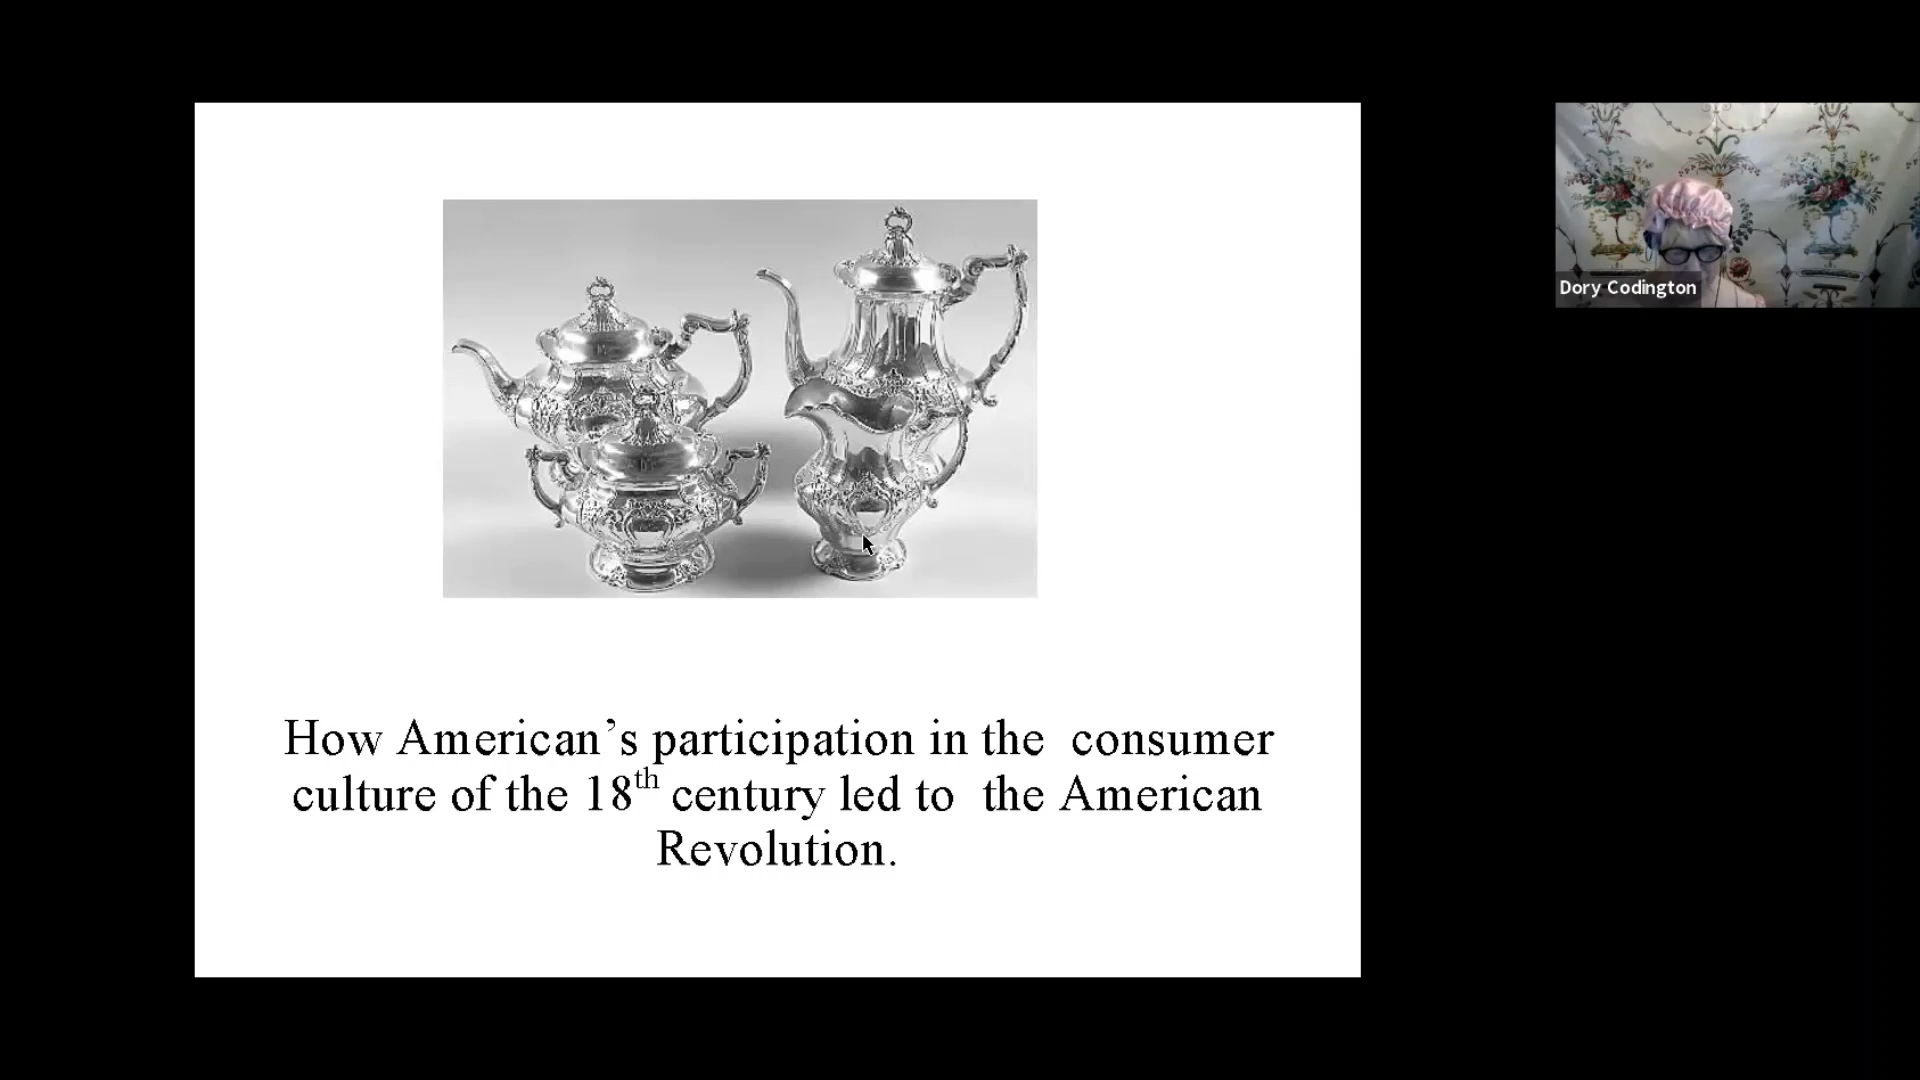 How American’s participation in the consumer
culture of the 18th century led to the American
Revolution.
Dory Codington